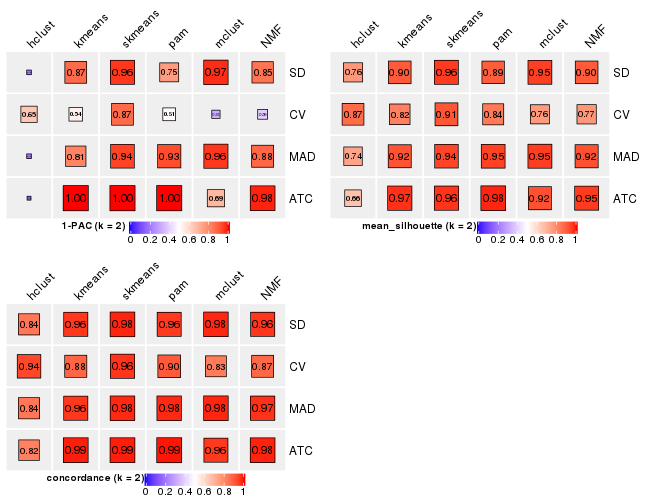 hclust kmeans skmeans pam mclust NMF
0.87 0.96 0.75 0.97 0.85 SD
0.65 0.54 0.87 0.51 CV
0.81 0.94 0.93 0.96 0.88 MAD
1.00 1.00 1.00 0.69 0.98 ATC
1-PAC (k = 2)
0 0.2 0.4 0.6 0.8 1
hclust kmeans skmeans pam mclust NMF
0.76 0.90 0.96 0.89 0.95 0.90 SD
0.87 0.82 0.91 0.84 0.76 0.77 CV
0.74 0.92 0.94 0.95 0.95 0.92 MAD
0.66 0.97 0.96 0.98 0.92 0.95 ATC
mean_silhouette (k = 2)
0 0.2 0.4 0.6 0.8 1
hclust kmeans skmeans pam mclust NMF
0.84 0.96 0.98 0.96 0.98 0.96 SD
0.94 0.88 0.96 0.90 0.83 0.87 CV
0.84 0.96 0.98 0.98 0.98 0.97 MAD
0.82 0.99 0.99 0.99 0.96 0.98 ATC
concordance (k = 2)
0 0.2 0.4 0.6 0.8 1